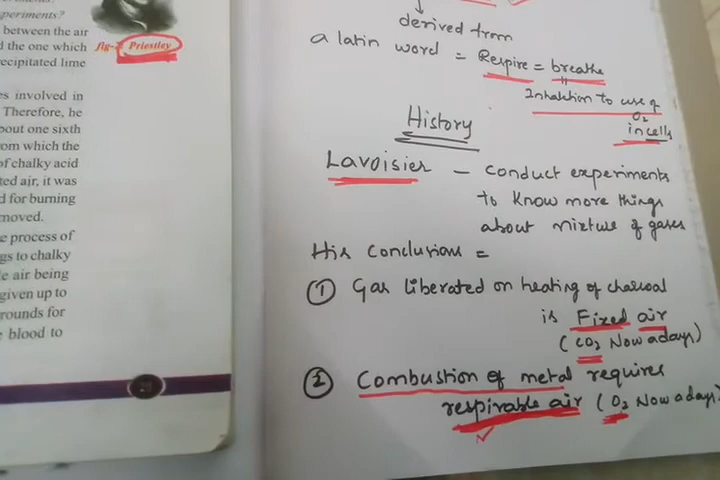 periments?
between the air
d the one which
recipitated lime
fig-2 Priestley
es involved in
Therefore, he
bout one sixth
om which the
of chalky acid
ted air, it was
d for burning
moved.
e process of
gs to chalky
e air being
given up to
rounds for
blood to
derived from
a latin word = Respire = breathe
Inhalation to use of
O2
in cells
History
Lavoisier - conduct experiments
to know more things
about mixture of gases
His Conclusion =
① Gas liberated on heating of charcoal
is Fixed air
(CO2 Nowadays)
② Combustion of metal requires
respirable air (O2 Nowadays)